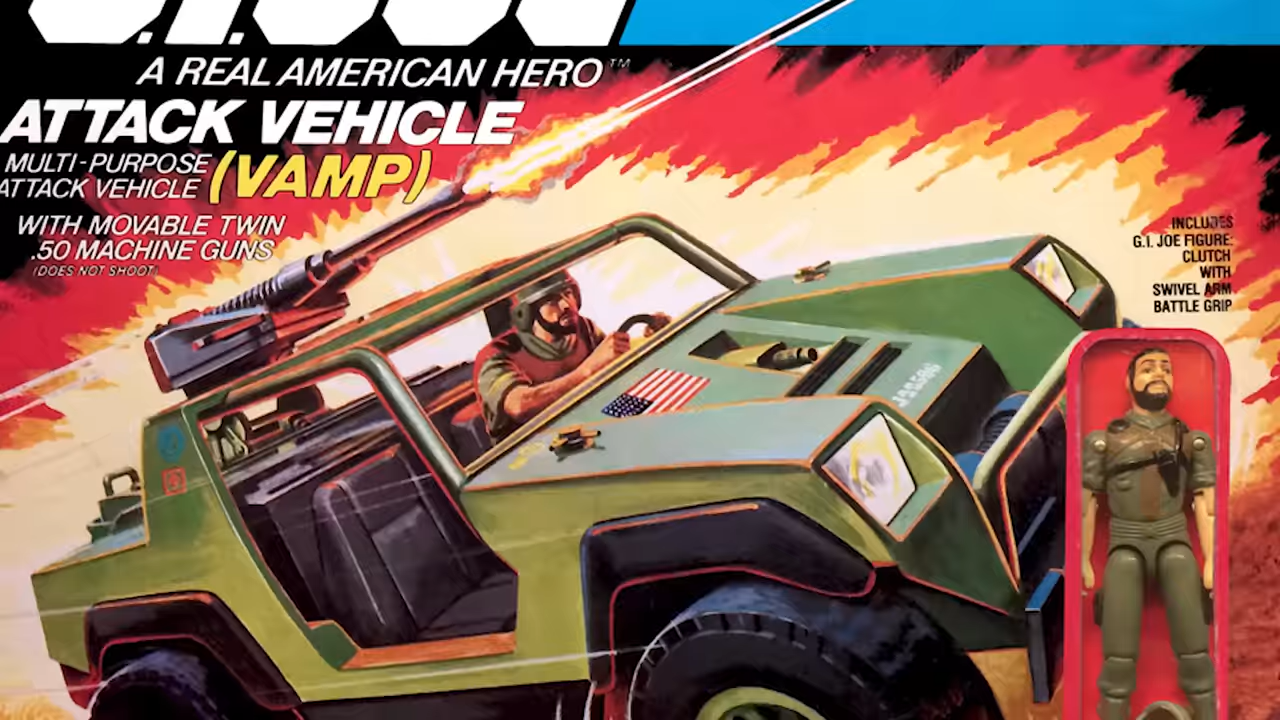 G.I. JOE
A REAL AMERICAN HERO™
ATTACK VEHICLE
MULTI-PURPOSE
ATTACK VEHICLE (VAMP)
WITH MOVABLE TWIN
.50 MACHINE GUNS
(DOES NOT SHOOT)
INCLUDES
G.I. JOE FIGURE:
CLUTCH
WITH
SWIVEL ARM
BATTLE GRIP